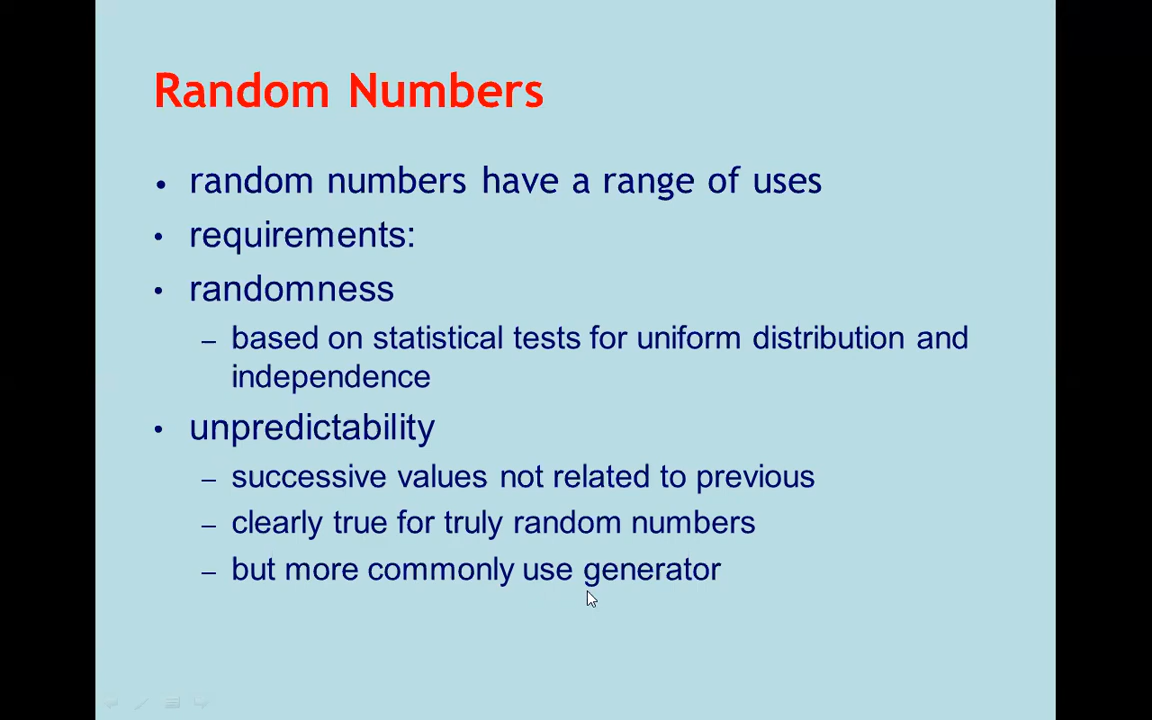 Random Numbers
• random numbers have a range of uses
• requirements:
• randomness
– based on statistical tests for uniform distribution and
independence
• unpredictability
– successive values not related to previous
– clearly true for truly random numbers
– but more commonly use generator